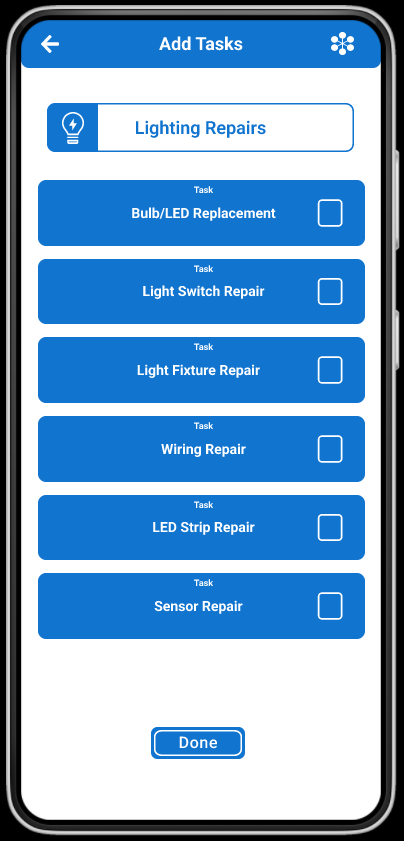 Add Tasks
Lighting Repairs
Task
Bulb/LED Replacement
Task
Light Switch Repair
Task
Light Fixture Repair
Task
Wiring Repair
Task
LED Strip Repair
Task
Sensor Repair
Done